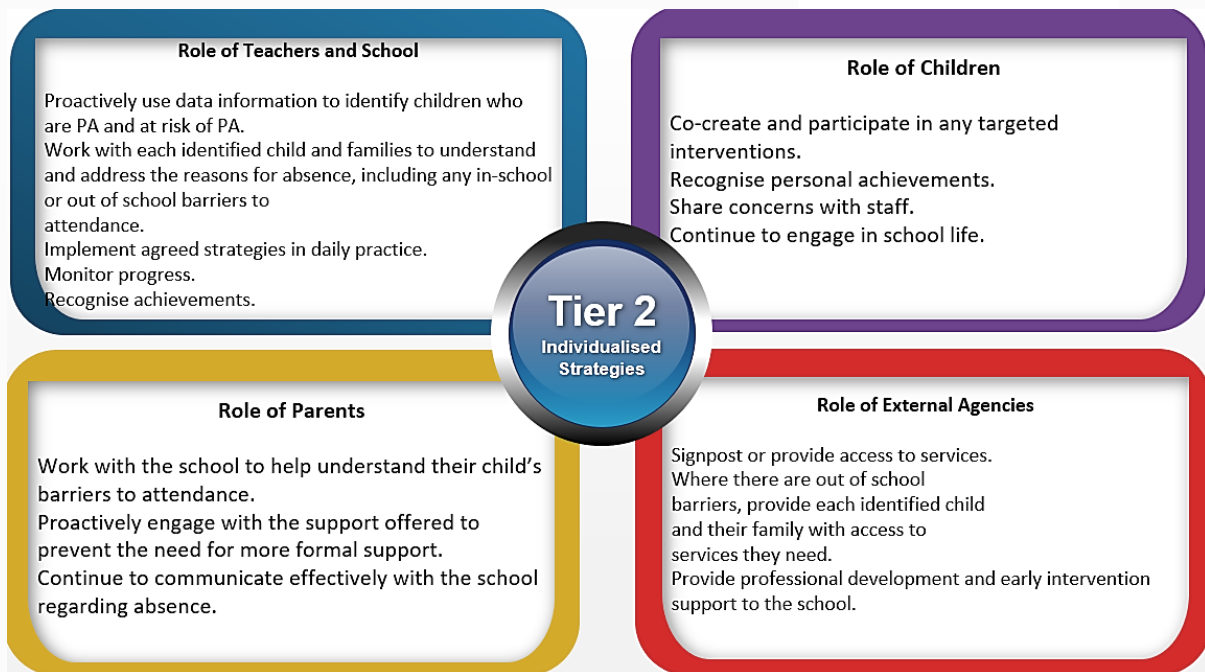 Role of Teachers and School
Proactively use data information to identify children who
are PA and at risk of PA.
Work with each identified child and families to understand
and address the reasons for absence, including any in-school
or out of school barriers to
attendance.
Implement agreed strategies in daily practice.
Monitor progress.
Recognise achievements.
Role of Children
Co-create and participate in any targeted
interventions.
Recognise personal achievements.
Share concerns with staff.
Continue to engage in school life.
Tier 2
Individualised
Strategies
Role of Parents
Work with the school to help understand their child’s
barriers to attendance.
Proactively engage with the support offered to
prevent the need for more formal support.
Continue to communicate effectively with the school
regarding absence.
Role of External Agencies
Signpost or provide access to services.
Where there are out of school
barriers, provide each identified child
and their family with access to
services they need.
Provide professional development and early intervention
support to the school.